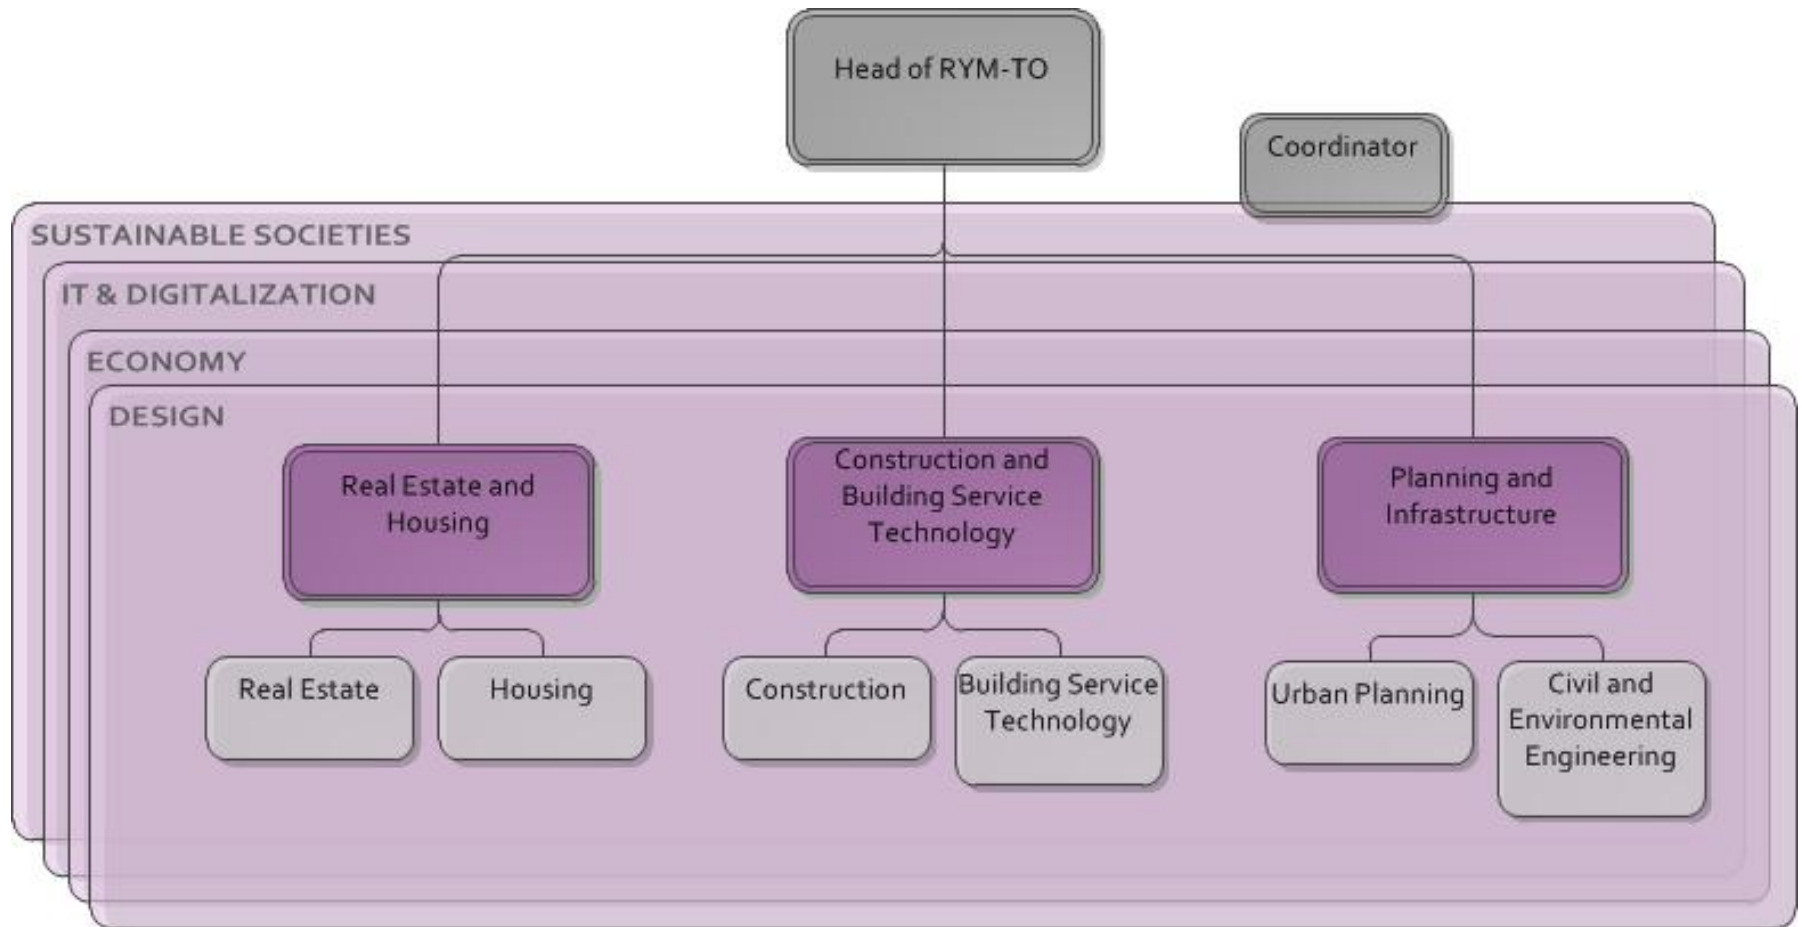 Head of RYM-TO
Coordinator
SUSTAINABLE SOCIETIES
IT & DIGITALIZATION
ECONOMY
DESIGN
Real Estate and
Housing
Construction and
Building Service
Technology
Planning and
Infrastructure
Real Estate
Housing
Construction
Building Service
Technology
Urban Planning
Civil and
Environmental
Engineering